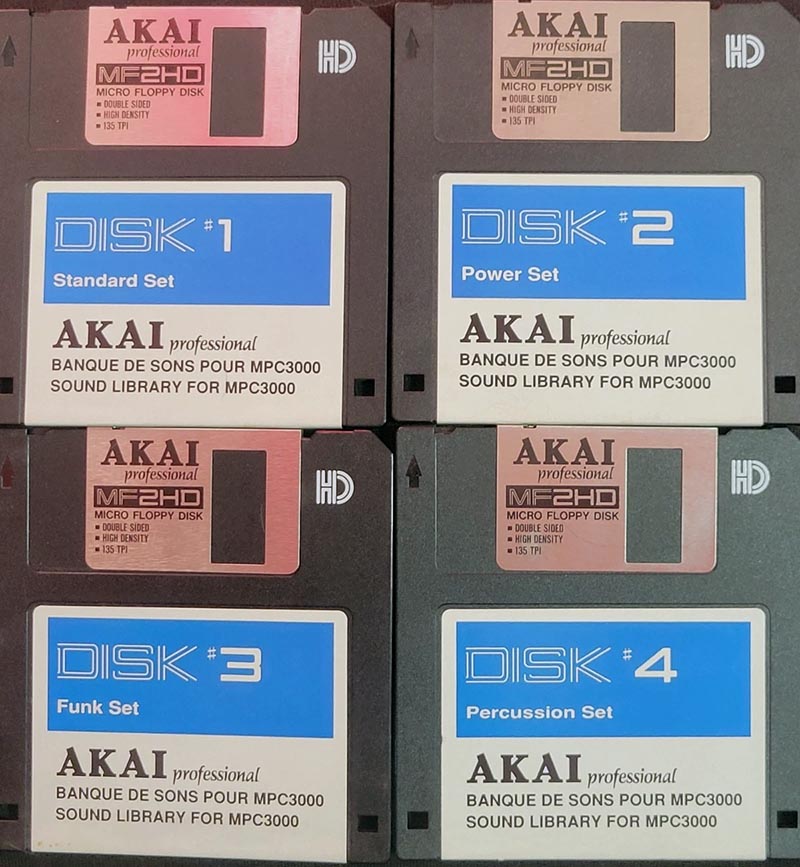 AKAI
professional
HD
MF2HD
MICRO FLOPPY DISK
▪ DOUBLE SIDED
▪ HIGH DENSITY
▪ 135 TPI
DISK #1
Standard Set
AKAI professional
BANQUE DE SONS POUR MPC3000
SOUND LIBRARY FOR MPC3000
AKAI
professional
HD
MF2HD
MICRO FLOPPY DISK
▪ DOUBLE SIDED
▪ HIGH DENSITY
▪ 135 TPI
DISK #2
Power Set
AKAI professional
BANQUE DE SONS POUR MPC3000
SOUND LIBRARY FOR MPC3000
AKAI
professional
HD
MF2HD
MICRO FLOPPY DISK
▪ DOUBLE SIDED
▪ HIGH DENSITY
▪ 135 TPI
DISK #3
Funk Set
AKAI professional
BANQUE DE SONS POUR MPC3000
SOUND LIBRARY FOR MPC3000
AKAI
professional
HD
MF2HD
MICRO FLOPPY DISK
▪ DOUBLE SIDED
▪ HIGH DENSITY
▪ 135 TPI
DISK #4
Percussion Set
AKAI professional
BANQUE DE SONS POUR MPC3000
SOUND LIBRARY FOR MPC3000